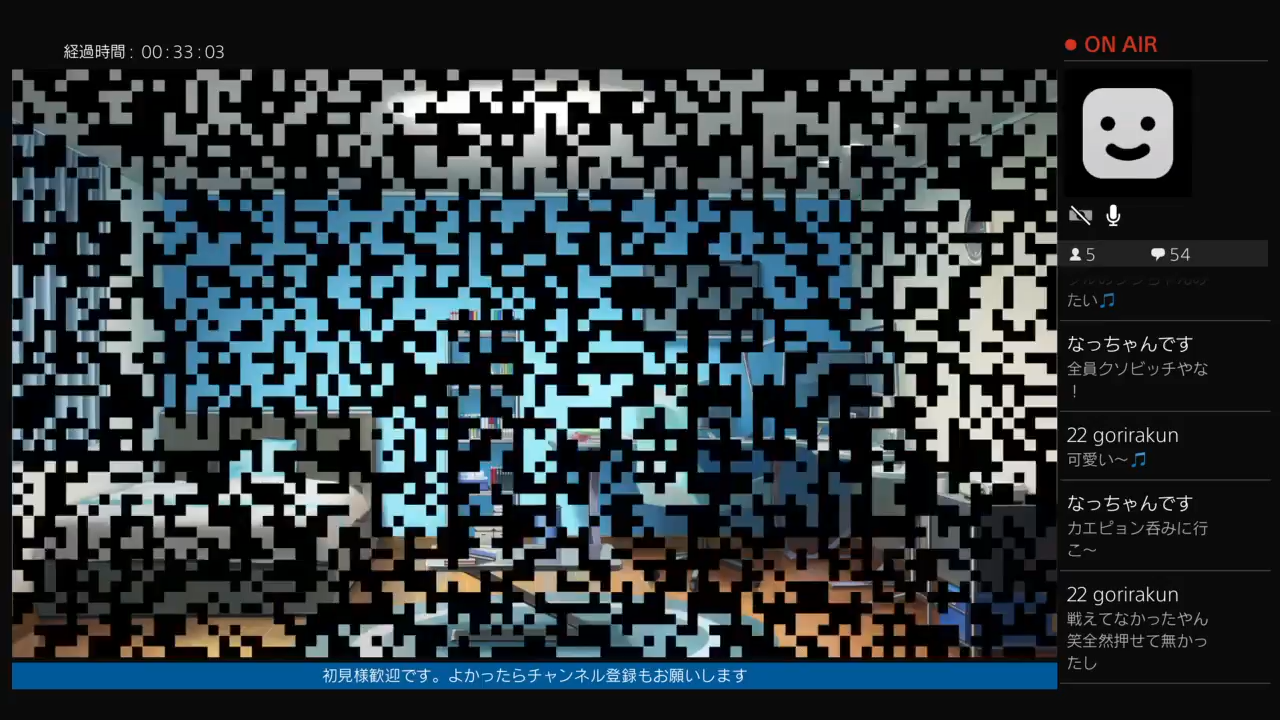 経過時間 : 00:33:03
ON AIR
5
54
たい🎵
なっちゃんです
全員クソビッチやな
！
22 gorirakun
可愛い〜🎵
なっちゃんです
カエピョン呑みに行
こ〜
22 gorirakun
戦えてなかったやん
笑全然押せて無かっ
たし
初見様歓迎です。よかったらチャンネル登録もお願いします